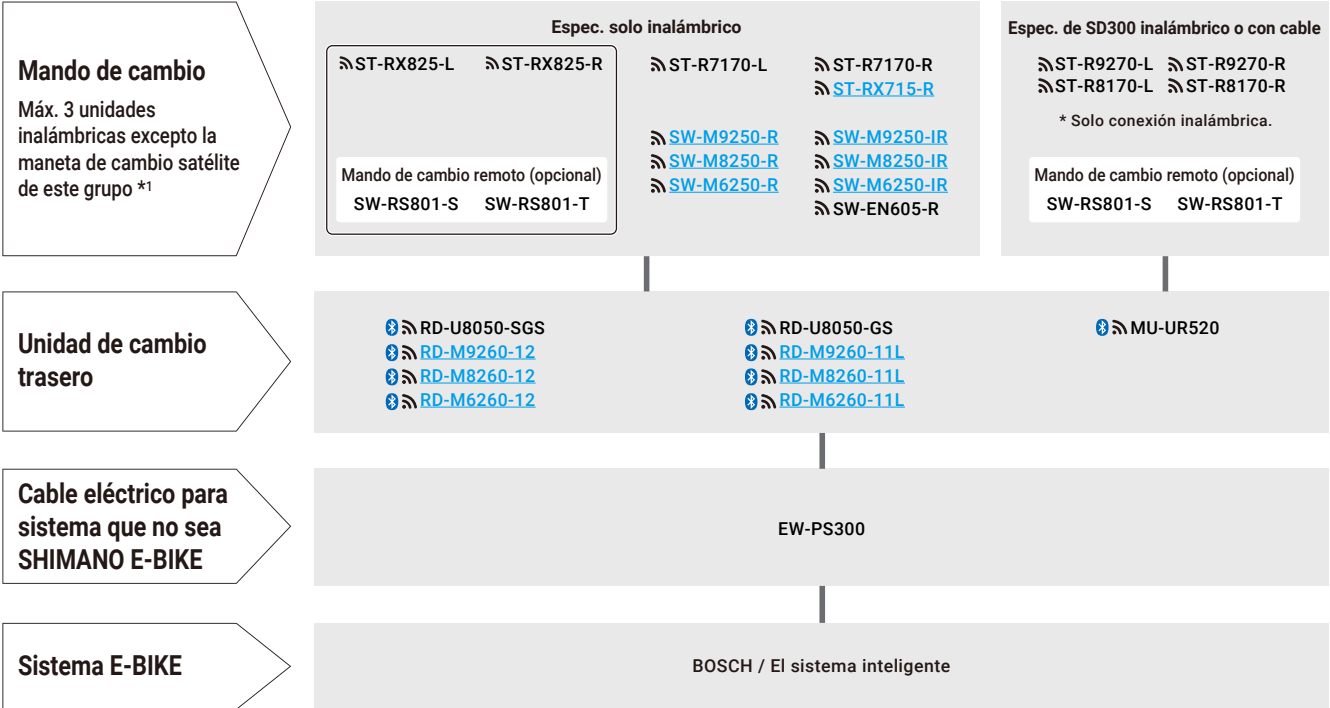 Mando de cambio
Máx. 3 unidades
inalámbricas excepto la
maneta de cambio satélite
de este grupo *1
Espec. solo inalámbrico
ST-RX825-L ST-RX825-R
Mando de cambio remoto (opcional)
SW-RS801-S SW-RS801-T
ST-R7170-L ST-R7170-R
ST-RX715-R
SW-M9250-R SW-M9250-IR
SW-M8250-R SW-M8250-IR
SW-M6250-R SW-M6250-IR
SW-EN605-R
Espec. de SD300 inalámbrico o con cable
ST-R9270-L ST-R9270-R
ST-R8170-L ST-R8170-R
* Solo conexión inalámbrica.
Mando de cambio remoto (opcional)
SW-RS801-S SW-RS801-T
Unidad de cambio
trasero
RD-U8050-SGS RD-U8050-GS MU-UR520
RD-M9260-12 RD-M9260-11L
RD-M8260-12 RD-M8260-11L
RD-M6260-12 RD-M6260-11L
Cable eléctrico para
sistema que no sea
SHIMANO E-BIKE
EW-PS300
Sistema E-BIKE
BOSCH / El sistema inteligente